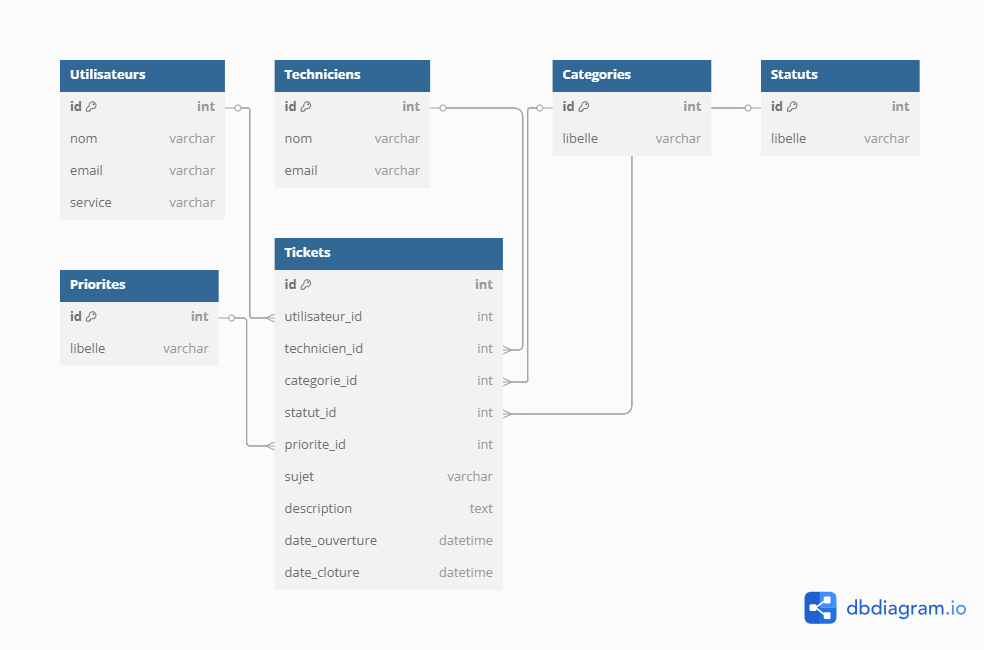 Utilisateurs
id int
nom varchar
email varchar
service varchar
Techniciens
id int
nom varchar
email varchar
Categories
id int
libelle varchar
Statuts
id int
libelle varchar
Priorites
id int
libelle varchar
Tickets
id int
utilisateur_id int
technicien_id int
categorie_id int
statut_id int
priorite_id int
sujet varchar
description text
date_ouverture datetime
date_cloture datetime
dbdiagram.io